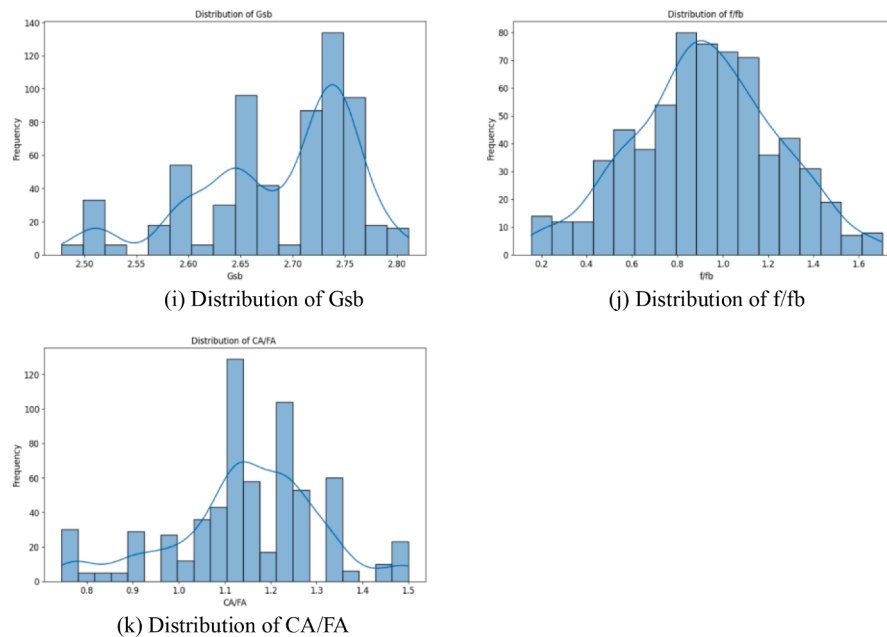 Distribution of Gsb
Frequency
140
120
100
80
60
40
20
0
2.50 2.55 2.60 2.65 2.70 2.75 2.80
Gsb
(i) Distribution of Gsb
Distribution of f/fb
Frequency
80
70
60
50
40
30
20
10
0
0.2 0.4 0.6 0.8 1.0 1.2 1.4 1.6
f/fb
(j) Distribution of f/fb
Distribution of CA/FA
Frequency
120
100
80
60
40
20
0
0.8 0.9 1.0 1.1 1.2 1.3 1.4 1.5
CA/FA
(k) Distribution of CA/FA